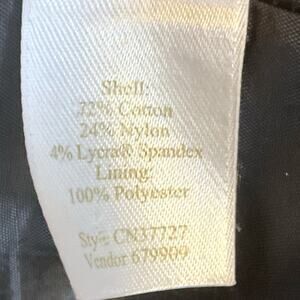 Shell:
72% Cotton
24% Nylon
4% Lycra® Spandex
Lining:
100% Polyester
Style CN37727
Vendor 679909